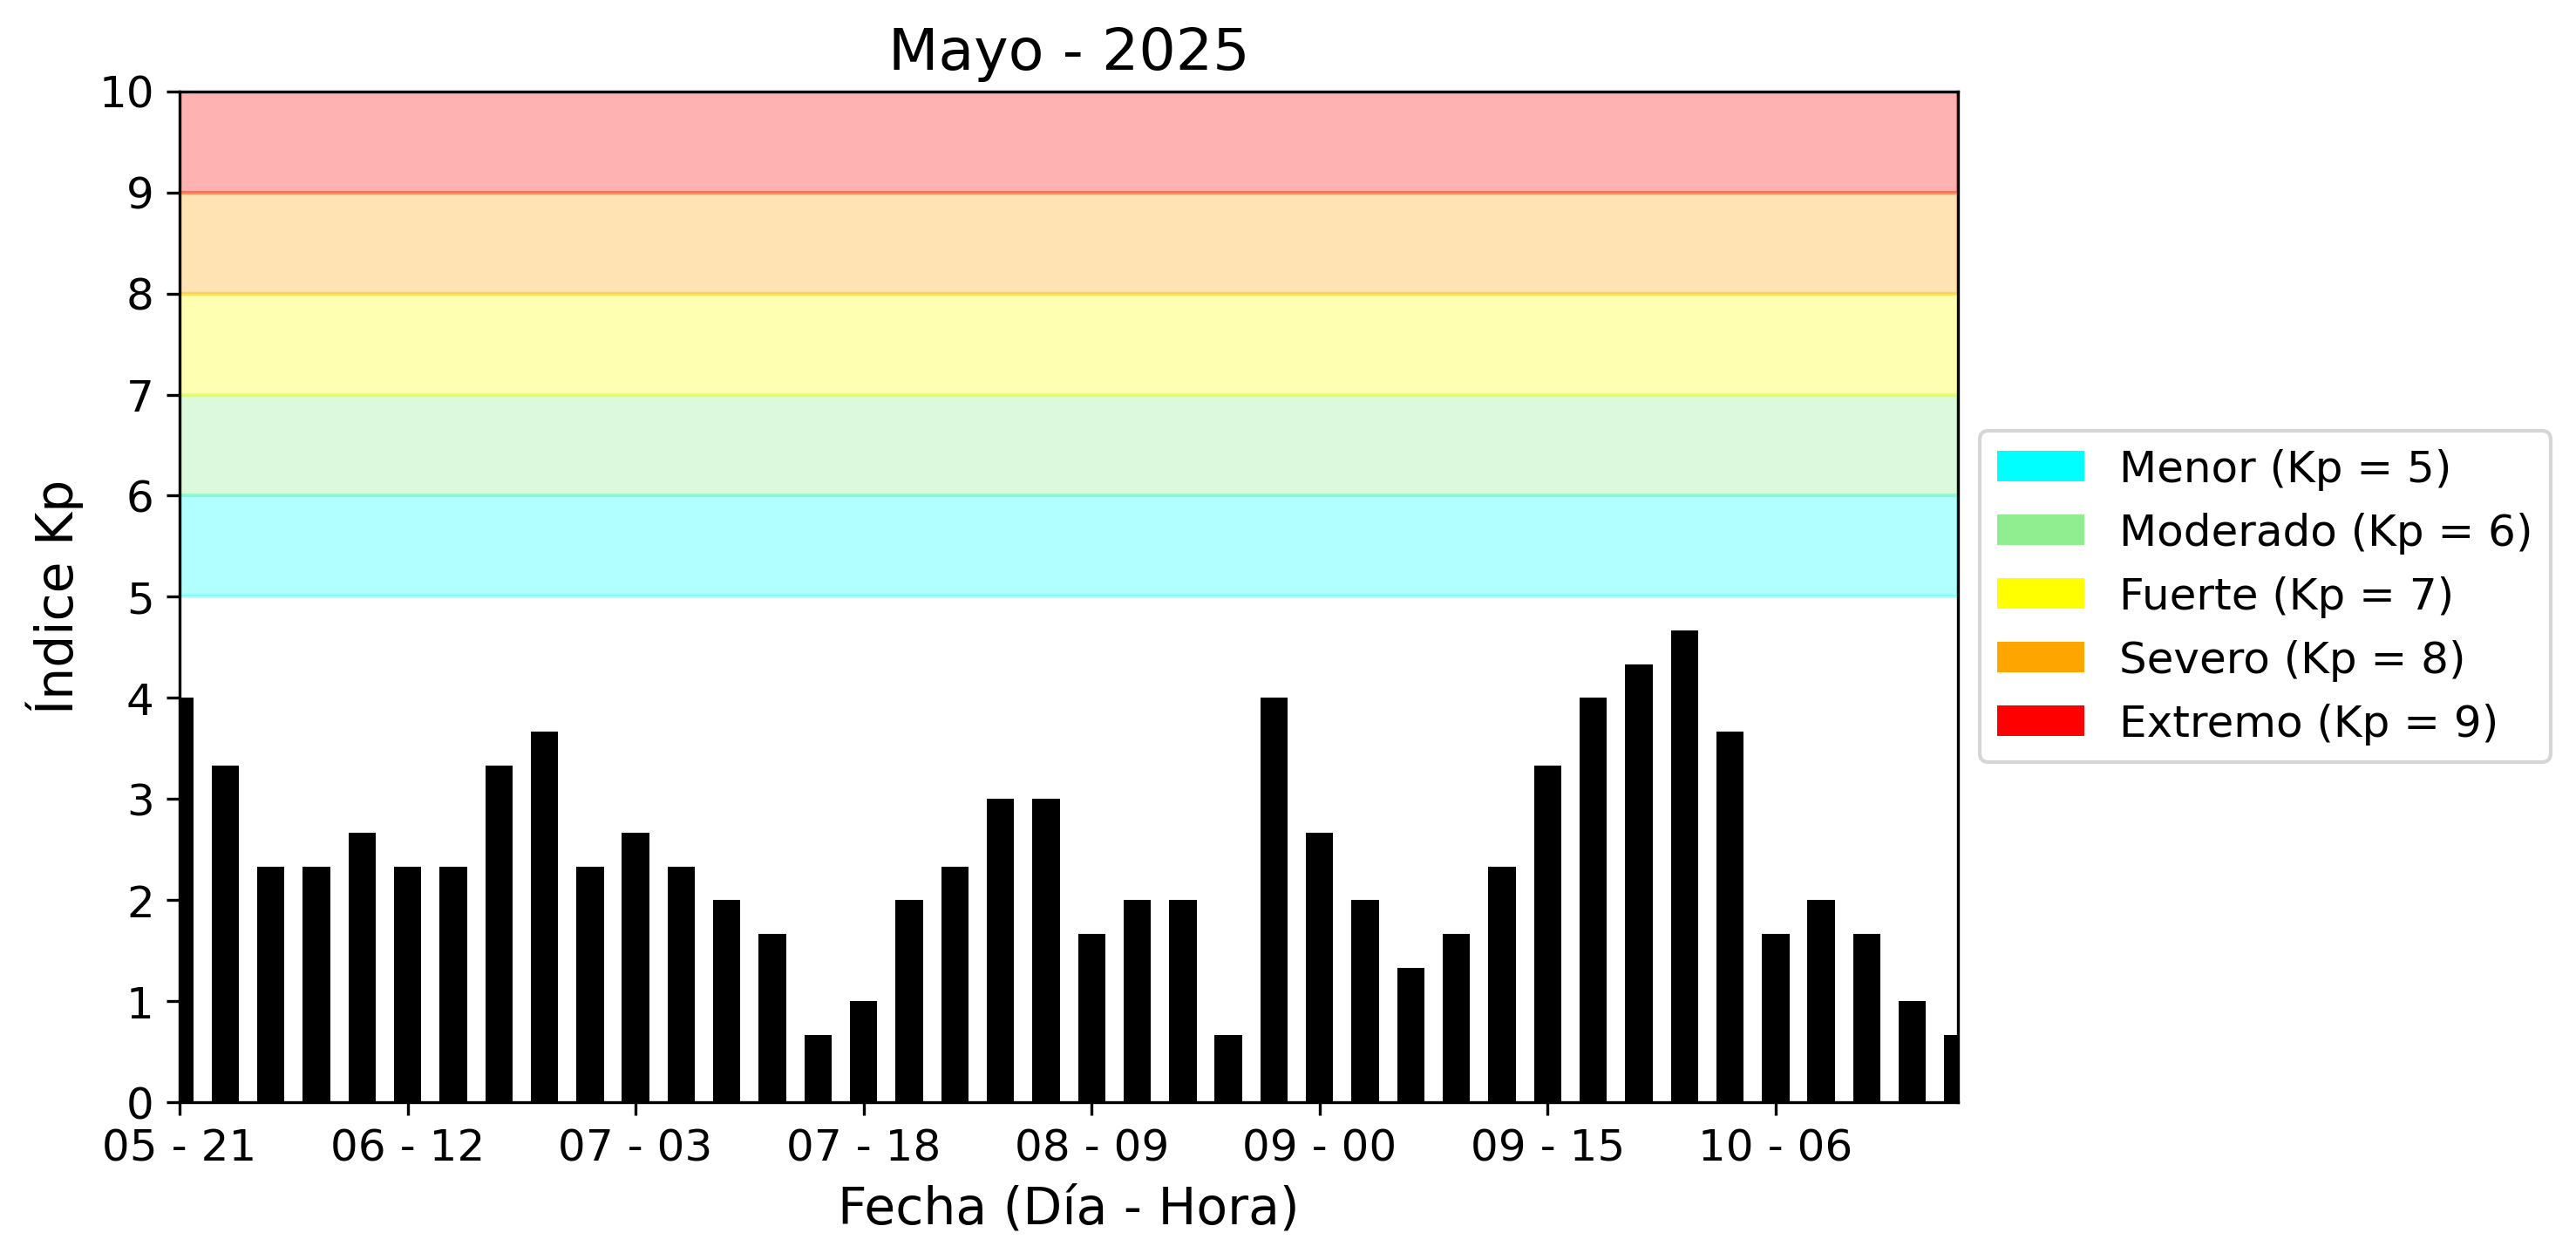 Mayo - 2025
10
9
8
7
6
5
4
3
2
1
0
Índice Kp
05 - 21
06 - 12
07 - 03
07 - 18
08 - 09
09 - 00
09 - 15
10 - 06
Fecha (Día - Hora)
Menor (Kp = 5)
Moderado (Kp = 6)
Fuerte (Kp = 7)
Severo (Kp = 8)
Extremo (Kp = 9)